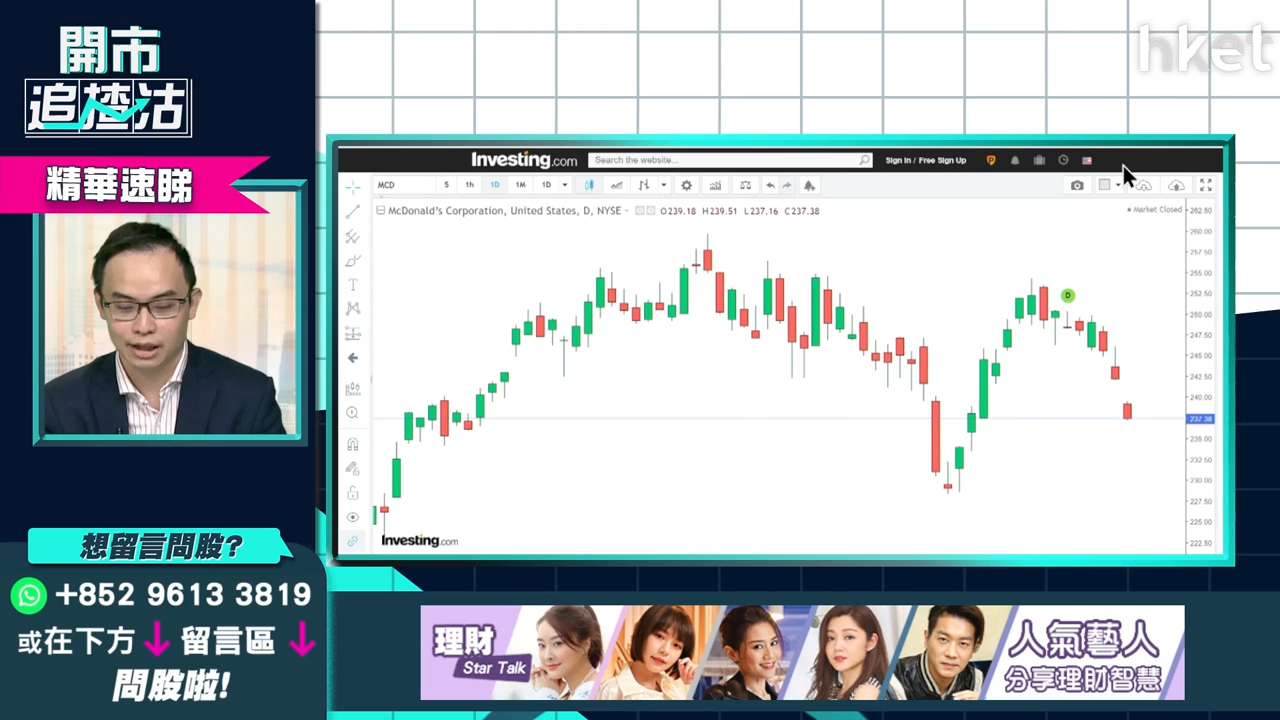 開市
追揸沽
精華速睇
hket
Investing.com
Search the website...
Sign In / Free Sign Up
MCD
5
1h
1D
1M
1D
McDonald's Corporation, United States, D, NYSE
O239.18 H239.51 L237.16 C237.38
Market Closed
262.50
260.00
257.50
255.00
252.50
250.00
247.50
245.00
242.50
240.00
237.38
235.00
232.50
230.00
227.50
225.00
222.50
D
Investing.com
想留言問股?
+852 9613 3819
或在下方 留言區
問股啦!
理財
Star Talk
人氣藝人
分享理財智慧